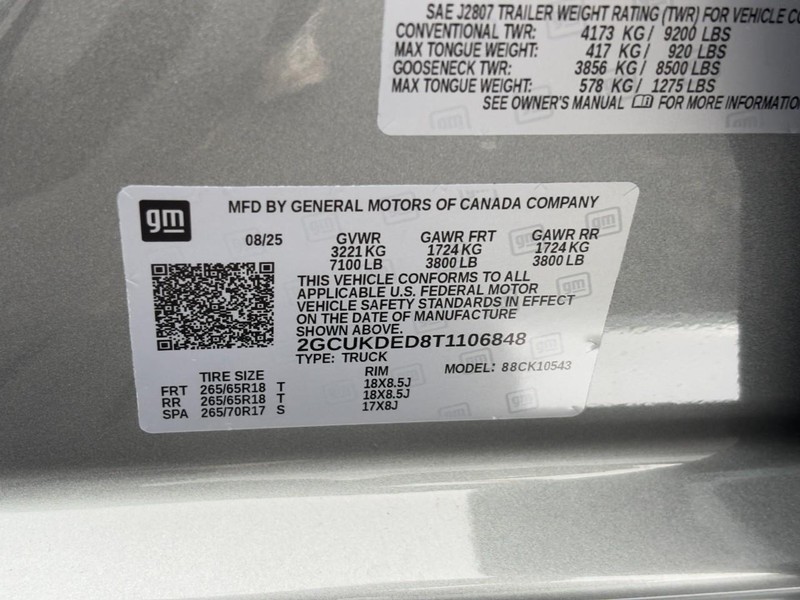 SAE J2807 TRAILER WEIGHT RATING (TWR) FOR VEHICLE
CONVENTIONAL TWR: 4173 KG/ 9200 LBS
MAX TONGUE WEIGHT: 417 KG/ 920 LBS
GOOSENECK TWR: 3856 KG/ 8500 LBS
MAX TONGUE WEIGHT: 578 KG/ 1275 LBS
SEE OWNER'S MANUAL FOR MORE INFORMATIO
gm
MFD BY GENERAL MOTORS OF CANADA COMPANY
08/25 GVWR GAWR FRT GAWR RR
3221 KG 1724 KG 1724 KG
7100 LB 3800 LB 3800 LB
THIS VEHICLE CONFORMS TO ALL
APPLICABLE U.S. FEDERAL MOTOR
VEHICLE SAFETY STANDARDS IN EFFECT
ON THE DATE OF MANUFACTURE
SHOWN ABOVE.
2GCUKDED8T1106848
TYPE: TRUCK MODEL: 88CK10543
TIRE SIZE RIM
FRT 265/65R18 T 18X8.5J
RR 265/65R18 T 18X8.5J
SPA 265/70R17 S 17X8J